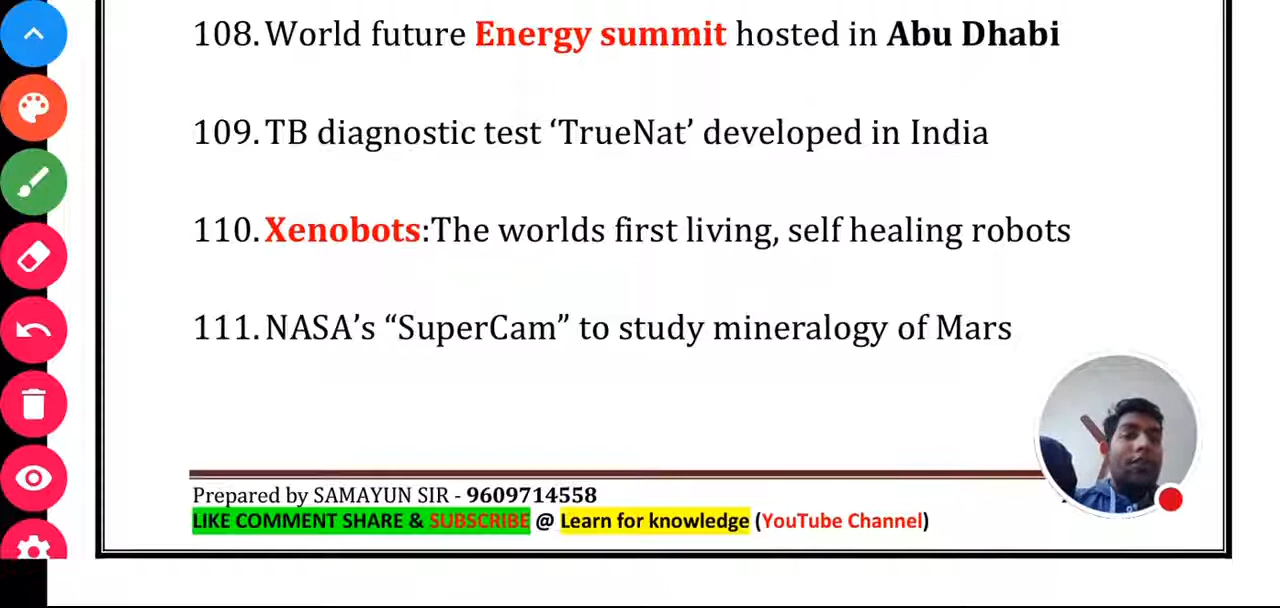 108. World future Energy summit hosted in Abu Dhabi
109. TB diagnostic test ‘TrueNat’ developed in India
110. Xenobots:The worlds first living, self healing robots
111. NASA’s “SuperCam” to study mineralogy of Mars
Prepared by SAMAYUN SIR - 9609714558
LIKE COMMENT SHARE & SUBSCRIBE @ Learn for knowledge (YouTube Channel)